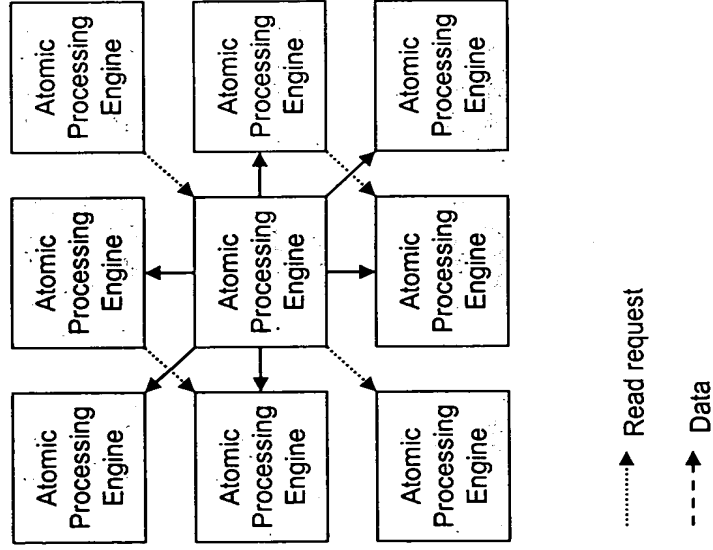 Atomic
Processing
Engine
Atomic
Processing
Engine
Atomic
Processing
Engine
Atomic
Processing
Engine
Atomic
Processing
Engine
Atomic
Processing
Engine
Atomic
Processing
Engine
Atomic
Processing
Engine
Atomic
Processing
Engine
Read request
Data